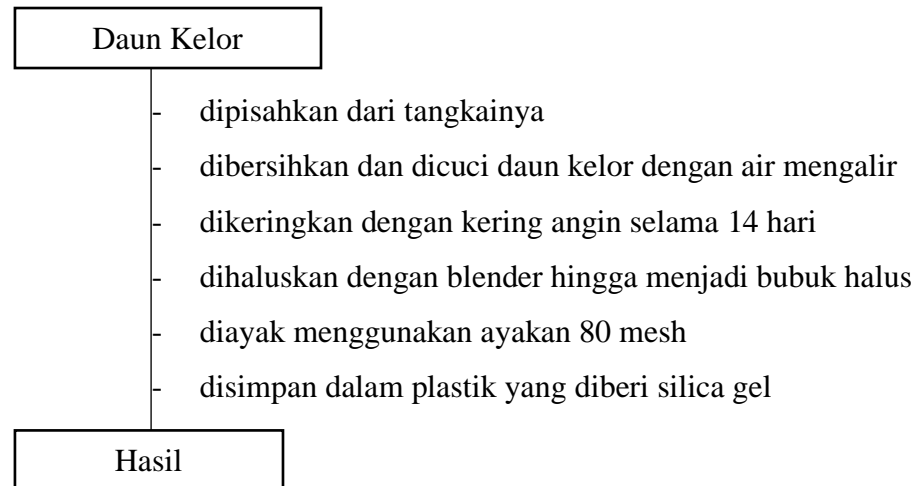 Daun Kelor
- dipisahkan dari tangkainya
- dibersihkan dan dicuci daun kelor dengan air mengalir
- dikeringkan dengan kering angin selama 14 hari
- dihaluskan dengan blender hingga menjadi bubuk halus
- diayak menggunakan ayakan 80 mesh
- disimpan dalam plastik yang diberi silica gel
Hasil